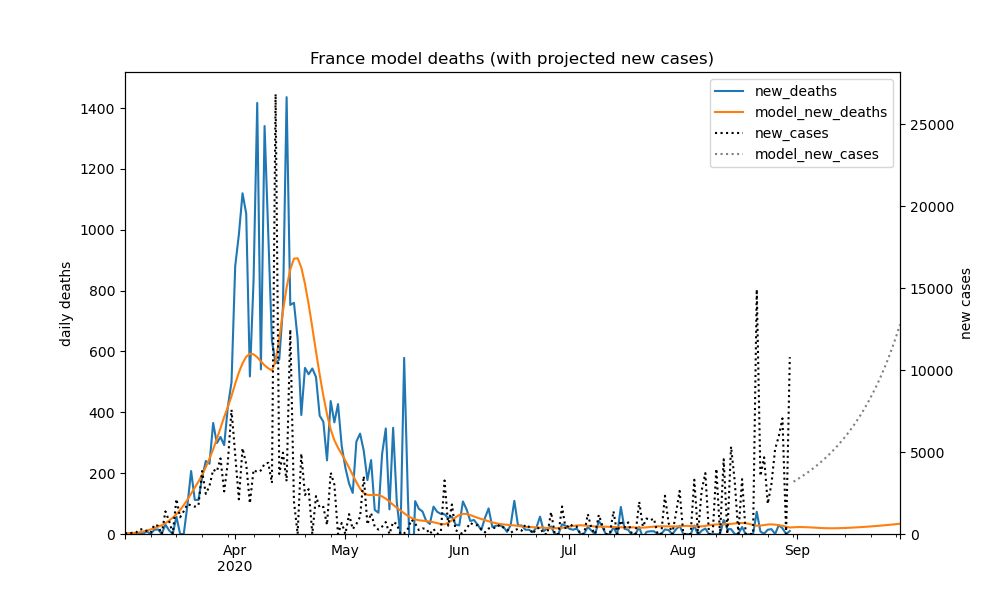 France model deaths (with projected new cases)
new_deaths
model_new_deaths
new_cases
model_new_cases
1400
1200
1000
800
600
400
200
0
daily deaths
25000
20000
15000
10000
5000
0
new cases
Apr
2020
May
Jun
Jul
Aug
Sep